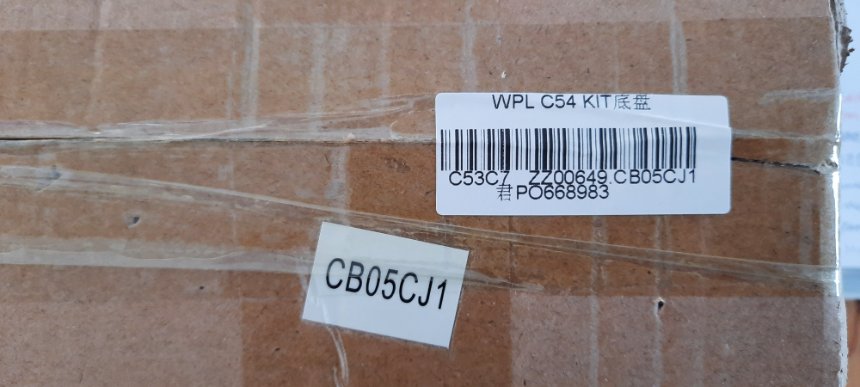 WPL C54 KIT底盘
C53C7 ZZ00649.CB05CJ1
君PO668983
CB05CJ1